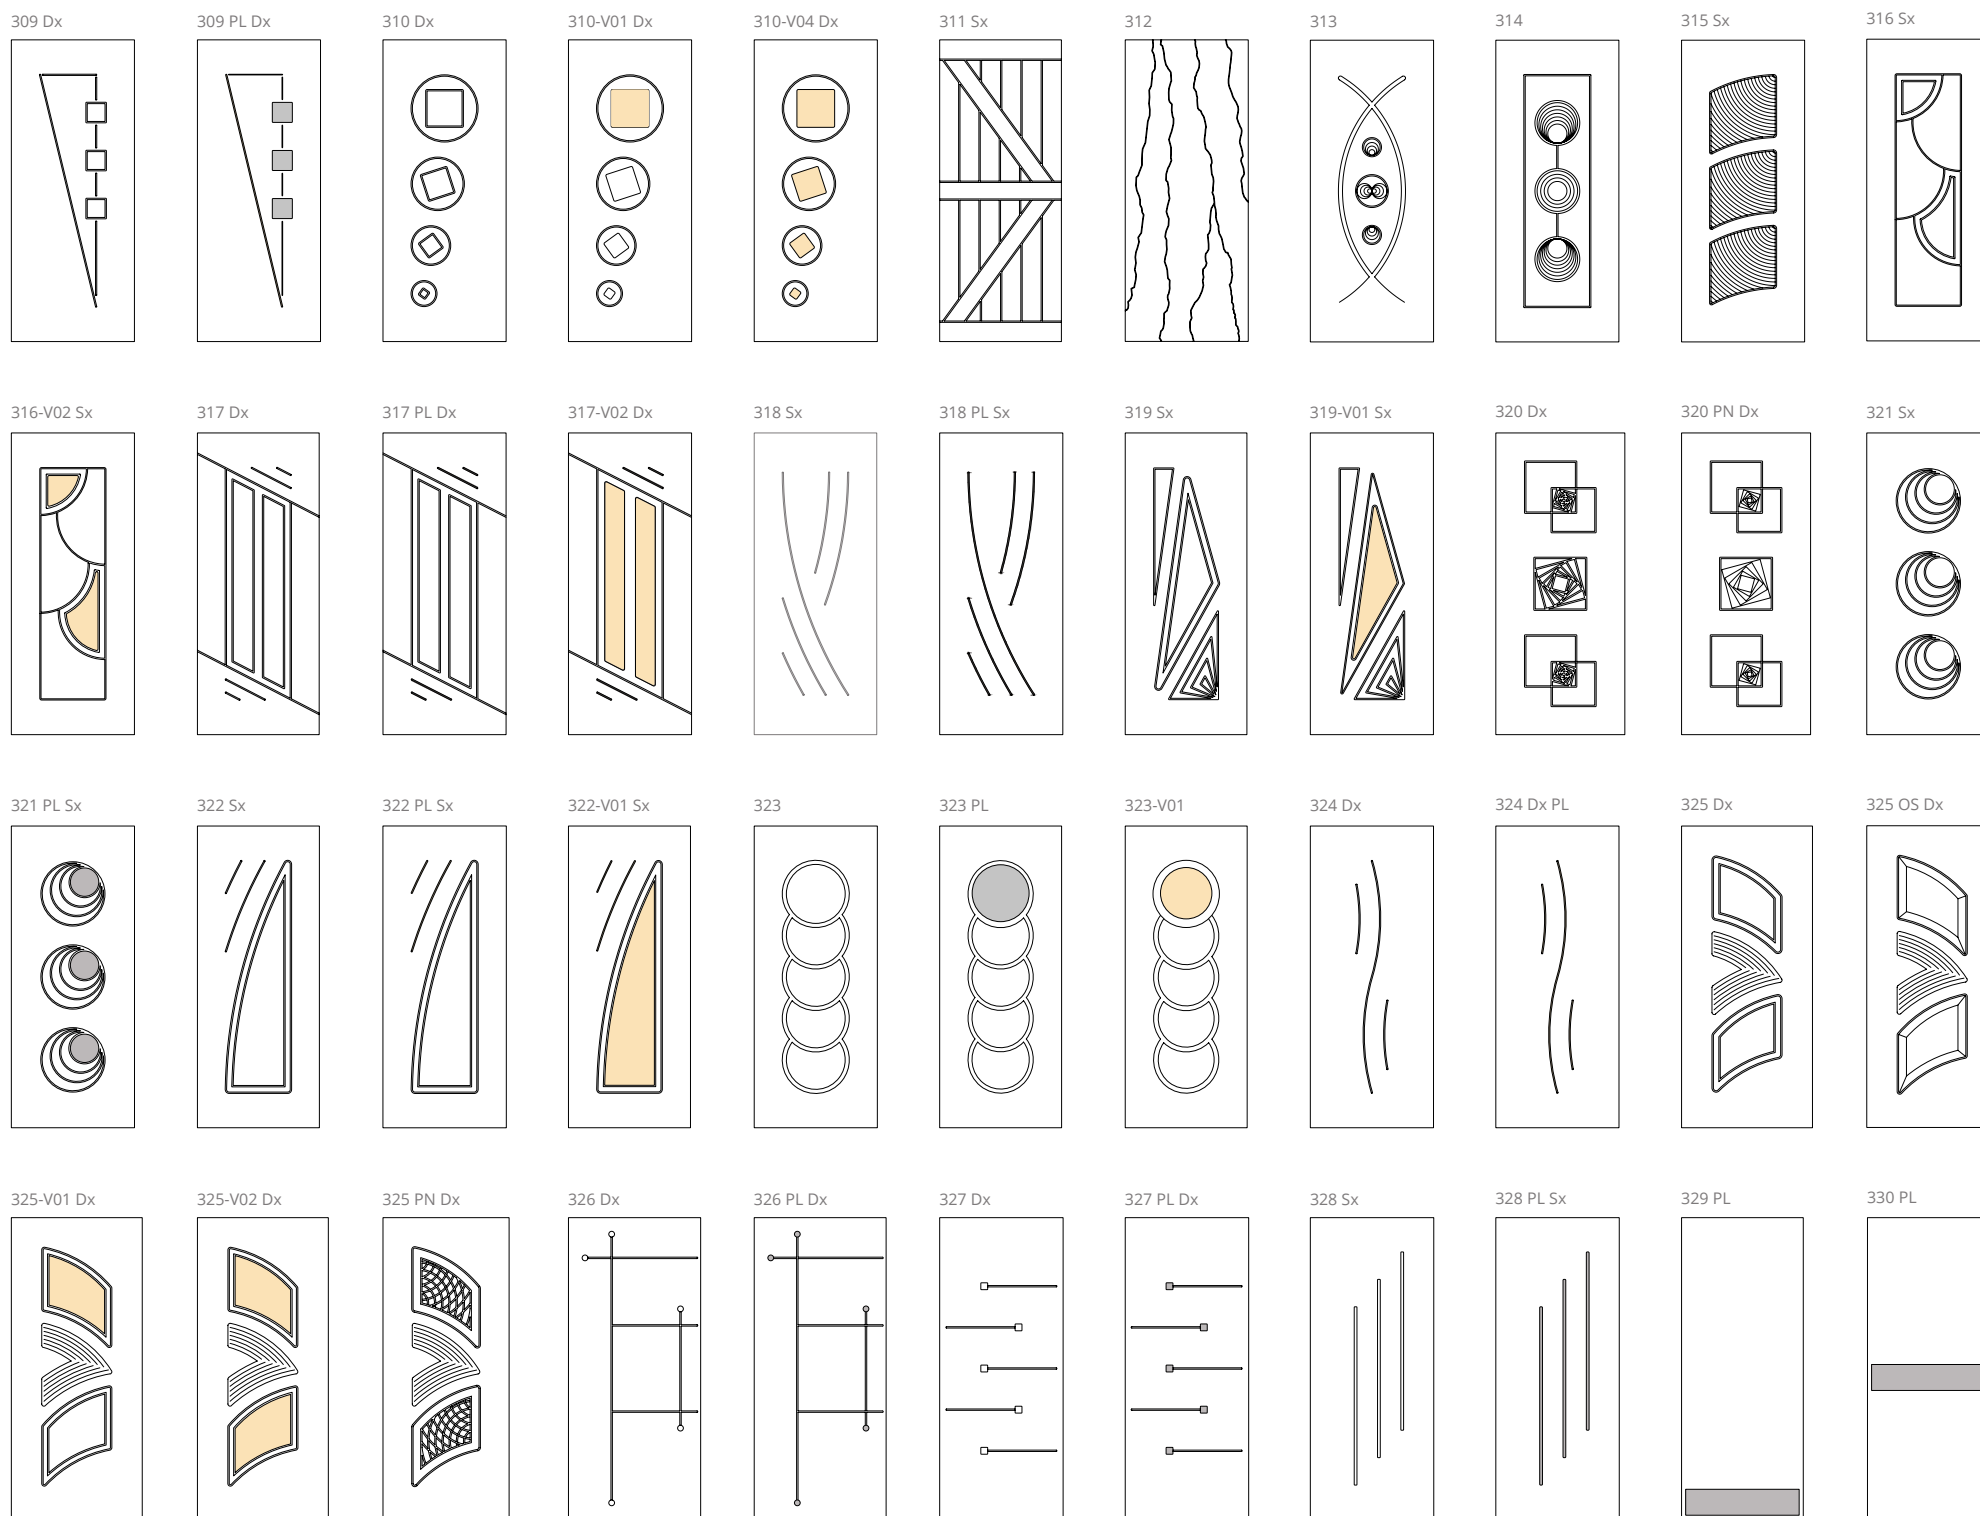 309 Dx
309 PL Dx
310 Dx
310-V01 Dx
310-V04 Dx
311 Sx
312
313
314
315 Sx
316 Sx
316-V02 Sx
317 Dx
317 PL Dx
317-V02 Dx
318 Sx
318 PL Sx
319 Sx
319-V01 Sx
320 Dx
320 PN Dx
321 Sx
321 PL Sx
322 Sx
322 PL Sx
322-V01 Sx
323
323 PL
323-V01
324 Dx
324 Dx PL
325 Dx
325 OS Dx
325-V01 Dx
325-V02 Dx
325 PN Dx
326 Dx
326 PL Dx
327 Dx
327 PL Dx
328 Sx
328 PL Sx
329 PL
330 PL